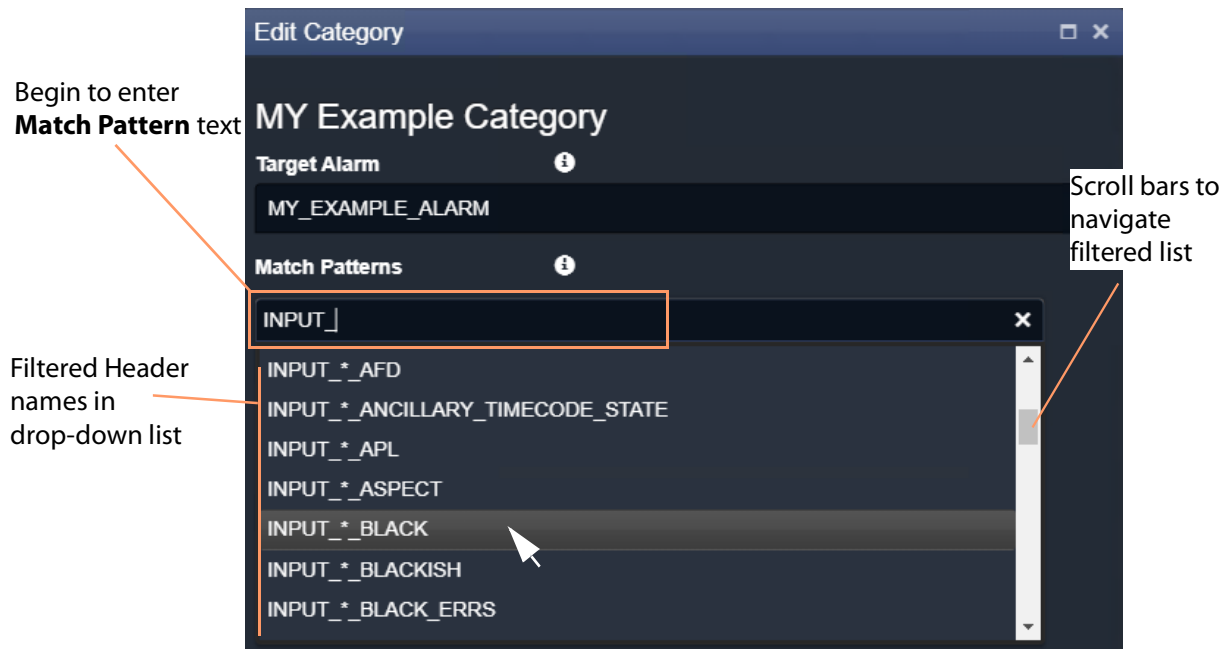 Edit Category
Begin to enter
Match Pattern text
MY Example Category
Target Alarm
MY_EXAMPLE_ALARM
Scroll bars to
navigate
filtered list
Match Patterns
INPUT_
Filtered Header
names in
drop-down list
INPUT_*_AFD
INPUT_*_ANCILLARY_TIMECODE_STATE
INPUT_*_APL
INPUT_*_ASPECT
INPUT_*_BLACK
INPUT_*_BLACKISH
INPUT_*_BLACK_ERRS